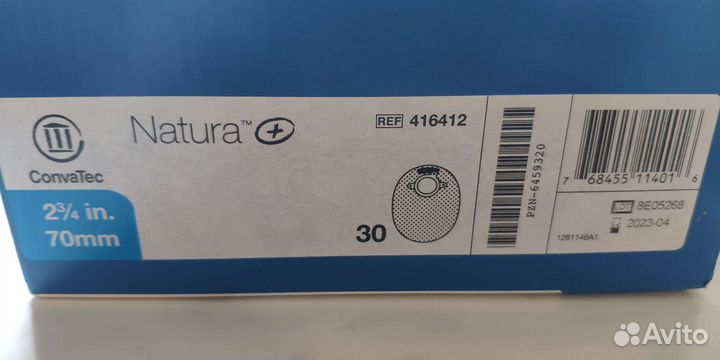 ConvaTec
2¾ in.
70mm
Natura™ +
REF 416412
30
PZN-6459320
7 68455 11401 6
LOT 8E05268
2023-04
1261146A1
Avito